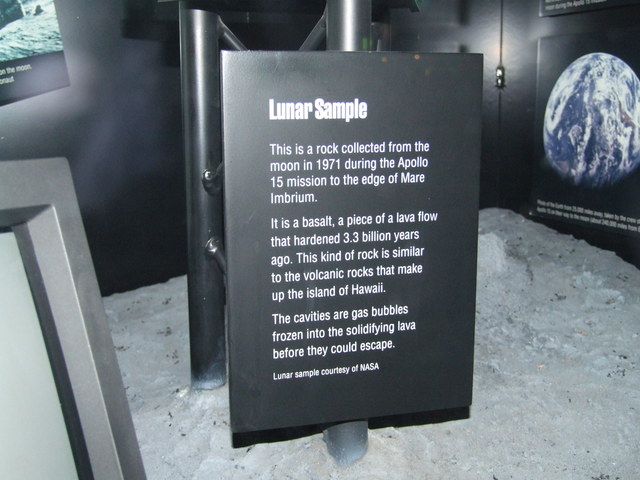 Lunar Sample
This is a rock collected from the
moon in 1971 during the Apollo
15 mission to the edge of Mare
Imbrium.
It is a basalt, a piece of a lava flow
that hardened 3.3 billion years
ago. This kind of rock is similar
to the volcanic rocks that make
up the island of Hawaii.
The cavities are gas bubbles
frozen into the solidifying lava
before they could escape.
Lunar sample courtesy of NASA
on the moon.